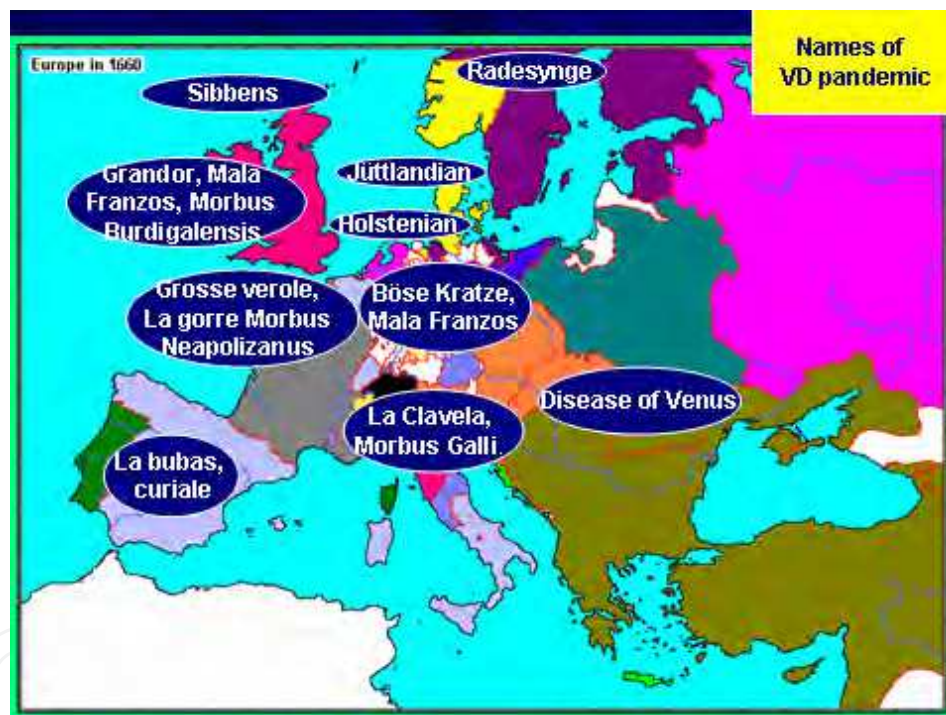 Europe in 1660
Names of
VD pandemic
Radesynge
Sibbens
Grandor, Mala
Franzos, Morbus
Burdigalensis
Jüttlandian
Holstenian
Grosse verole,
La gorre Morbus
Neapolizanus
Böse Kratze,
Mala Franzos
Disease of Venus
La Clavela,
Morbus Galli.
La bubas,
curiale